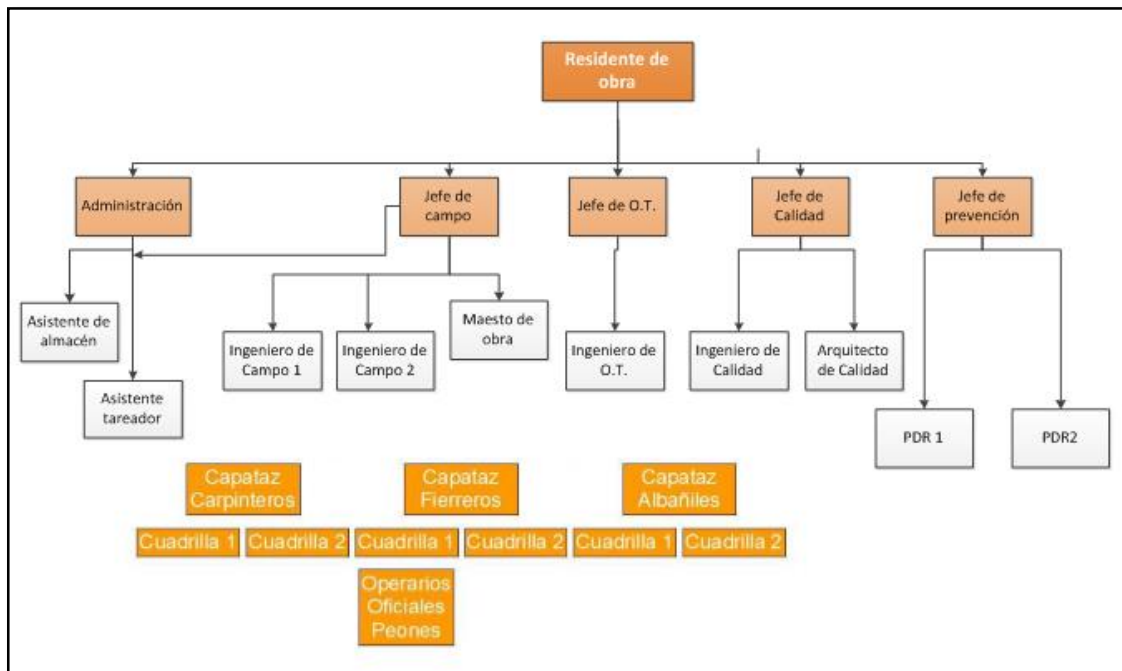 Residente de
obra
Administración
Jefe de
campo
Jefe de O.T.
Jefe de
Calidad
Jefe de
prevención
Asistente de
almacén
Asistente
tareador
Ingeniero de
Campo 1
Ingeniero de
Campo 2
Maesto de
obra
Ingeniero de
O.T.
Ingeniero de
Calidad
Arquitecto
de Calidad
PDR 1
PDR2
Capataz
Carpinteros
Capataz
Fierreros
Capataz
Albañiles
Cuadrilla 1
Cuadrilla 2
Cuadrilla 1
Cuadrilla 2
Cuadrilla 1
Cuadrilla 2
Operarios
Oficiales
Peones